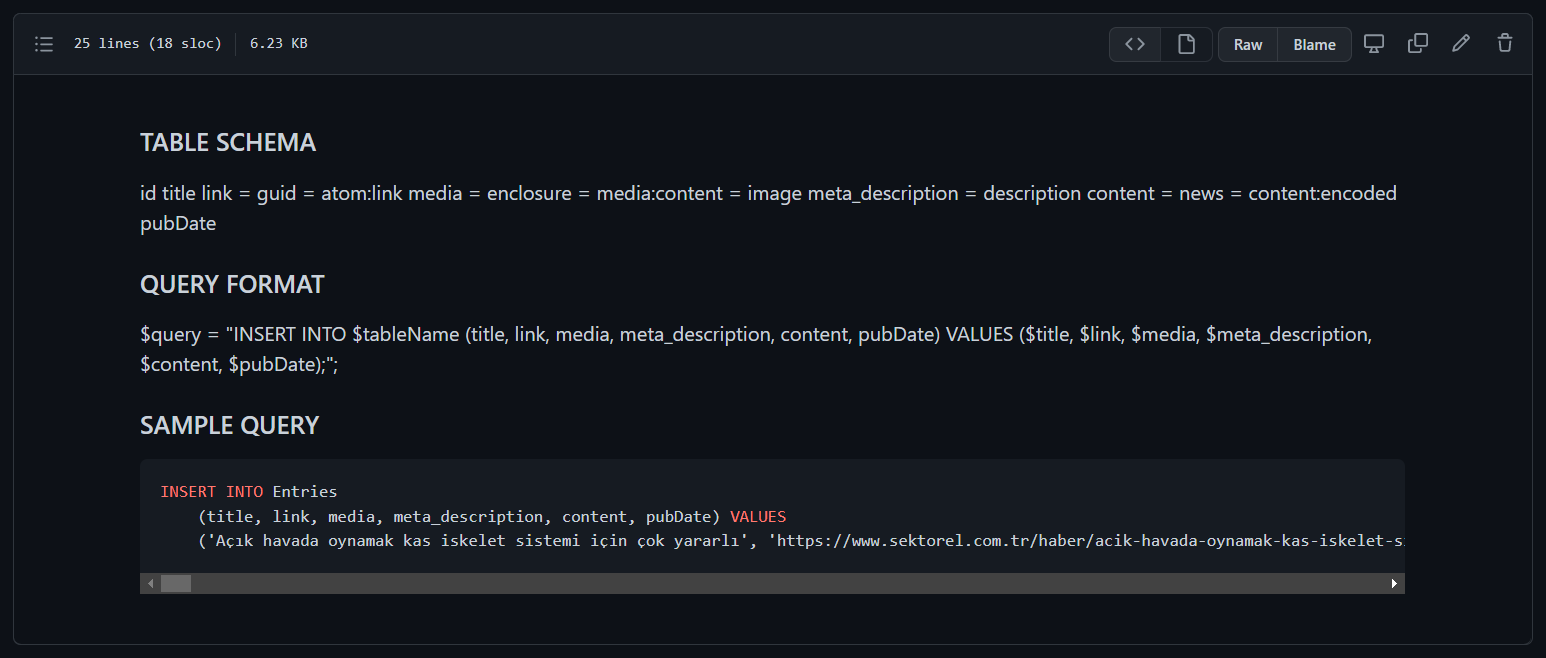 25 lines (18 sloc) 6.23 KB Raw Blame
TABLE SCHEMA
id title link = guid = atom:link media = enclosure = media:content = image meta_description = description content = news = content:encoded
pubDate
QUERY FORMAT
$query = "INSERT INTO $tableName (title, link, media, meta_description, content, pubDate) VALUES ($title, $link, $media, $meta_description,
$content, $pubDate);";
SAMPLE QUERY
INSERT INTO Entries
(title, link, media, meta_description, content, pubDate) VALUES
('Açık havada oynamak kas iskelet sistemi için çok yararlı', 'https://www.sektorel.com.tr/haber/acik-havada-oynamak-kas-iskelet-s